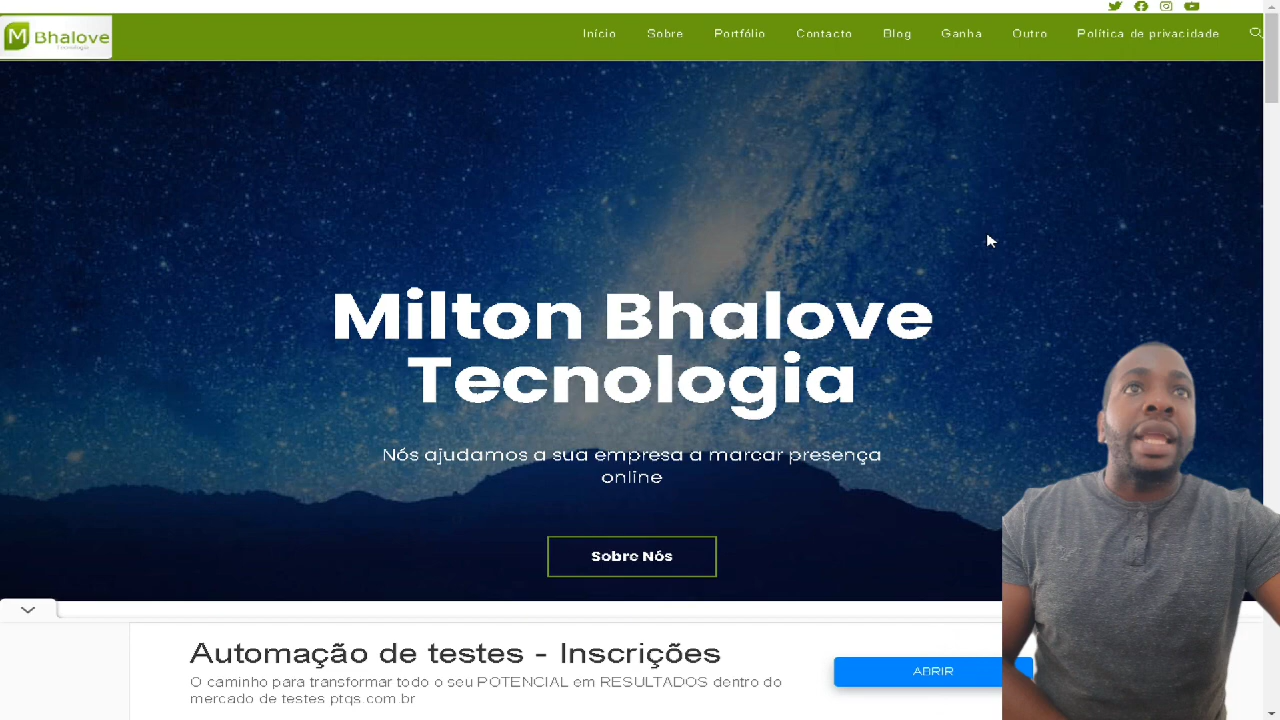 M Bhalove
Tecnologia
Início Sobre Portfólio Contacto Blog Ganha Outro Política de privacidade
Milton Bhalove
Tecnologia
Nós ajudamos a sua empresa a marcar presença
online
Sobre Nós
Automação de testes - Inscrições
O caminho para transformar todo o seu POTENCIAL em RESULTADOS dentro do
mercado de testes ptqs.com.br
ABRIR